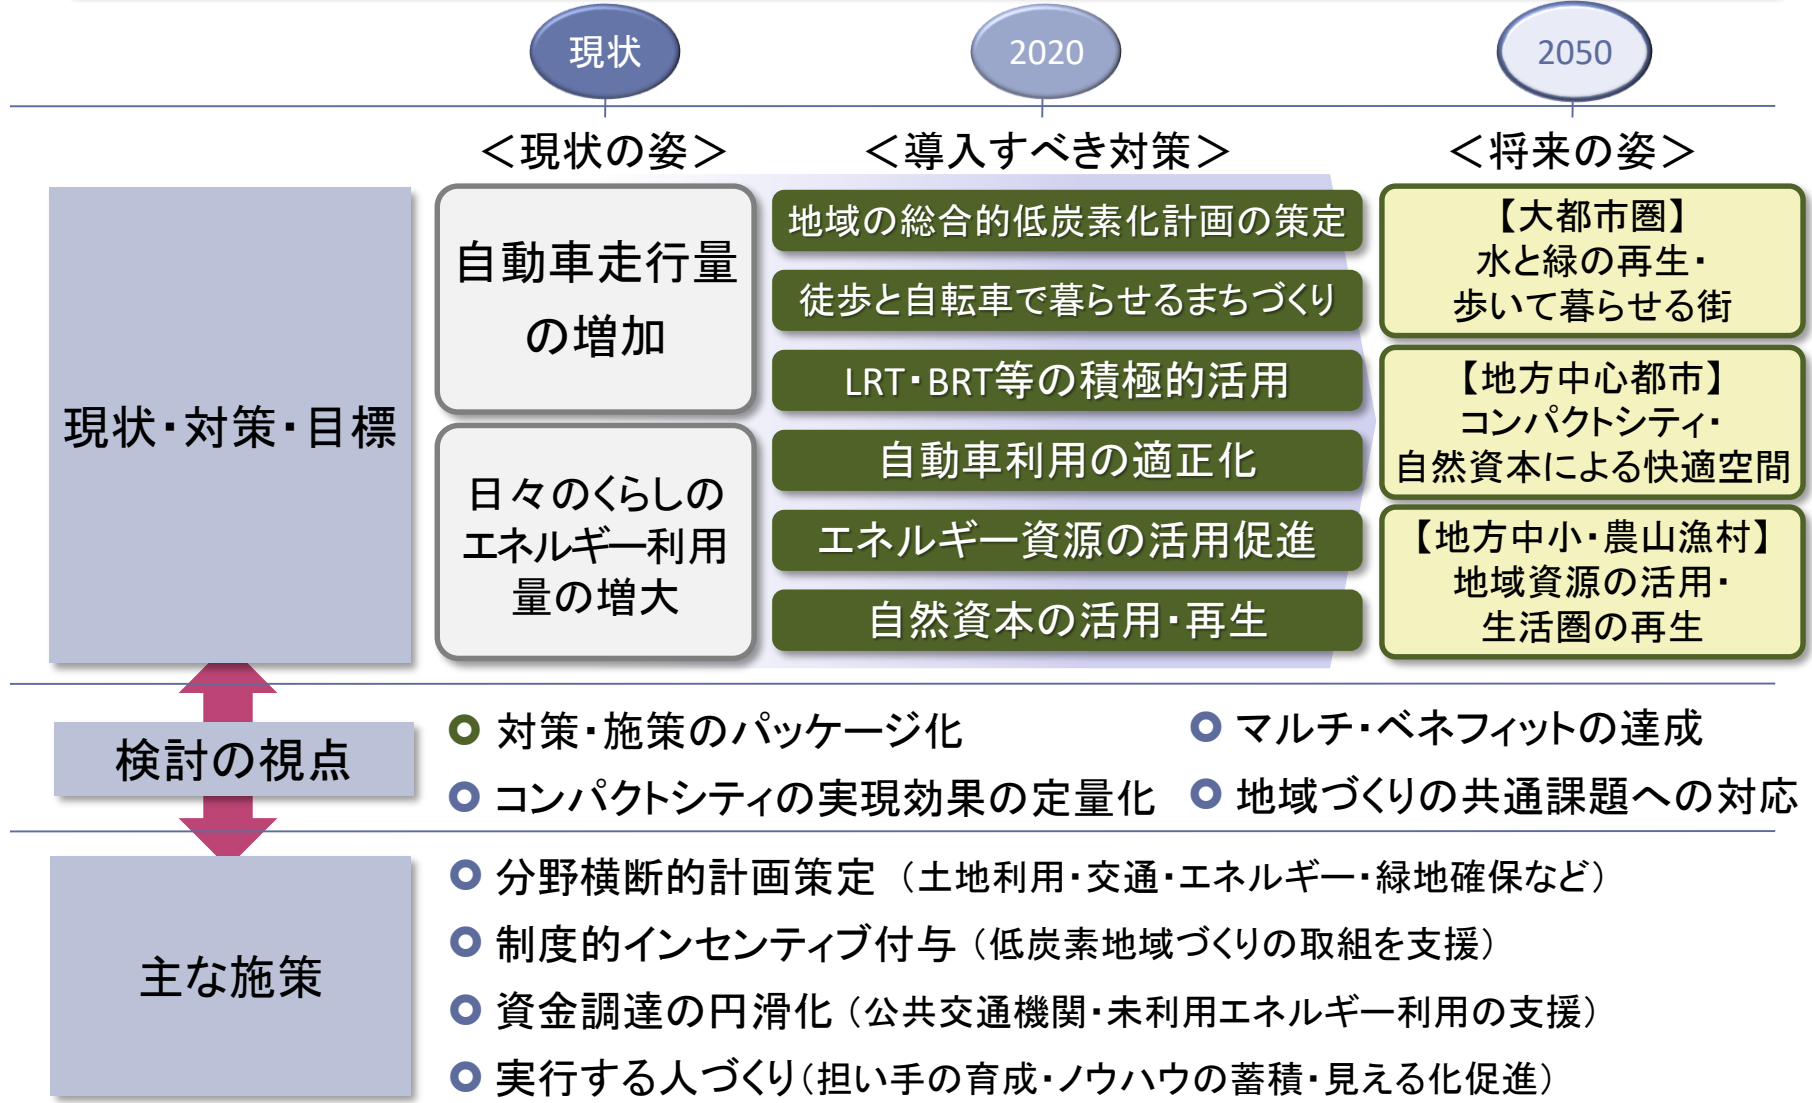 現状
2020
2050
＜現状の姿＞
＜導入すべき対策＞
＜将来の姿＞
現状・対策・目標
自動車走行量
の増加
日々のくらしの
エネルギー利用
量の増大
地域の総合的低炭素化計画の策定
徒歩と自転車で暮らせるまちづくり
LRT・BRT等の積極的活用
自動車利用の適正化
エネルギー資源の活用促進
自然資本の活用・再生
【大都市圏】
水と緑の再生・
歩いて暮らせる街
【地方中心都市】
コンパクトシティ・
自然資本による快適空間
【地方中小・農山漁村】
地域資源の活用・
生活圏の再生
検討の視点
対策・施策のパッケージ化
マルチ・ベネフィットの達成
コンパクトシティの実現効果の定量化
地域づくりの共通課題への対応
主な施策
分野横断的計画策定（土地利用・交通・エネルギー・緑地確保など）
制度的インセンティブ付与（低炭素地域づくりの取組を支援）
資金調達の円滑化（公共交通機関・未利用エネルギー利用の支援）
実行する人づくり（担い手の育成・ノウハウの蓄積・見える化促進）